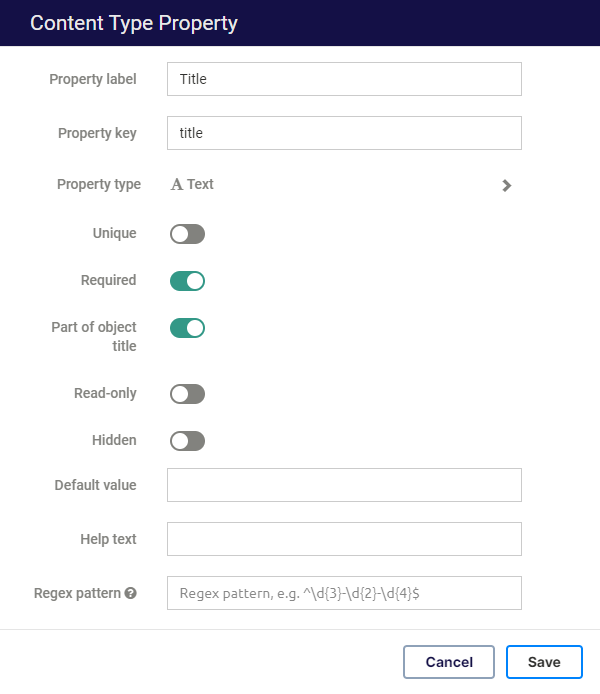 Content Type Property
Property label Title
Property key title
Property type A Text
Unique
Required
Part of object
title
Read-only
Hidden
Default value
Help text
Regex pattern ? Regex pattern, e.g. ^\d{3}-\d{2}-\d{4}$
Cancel Save